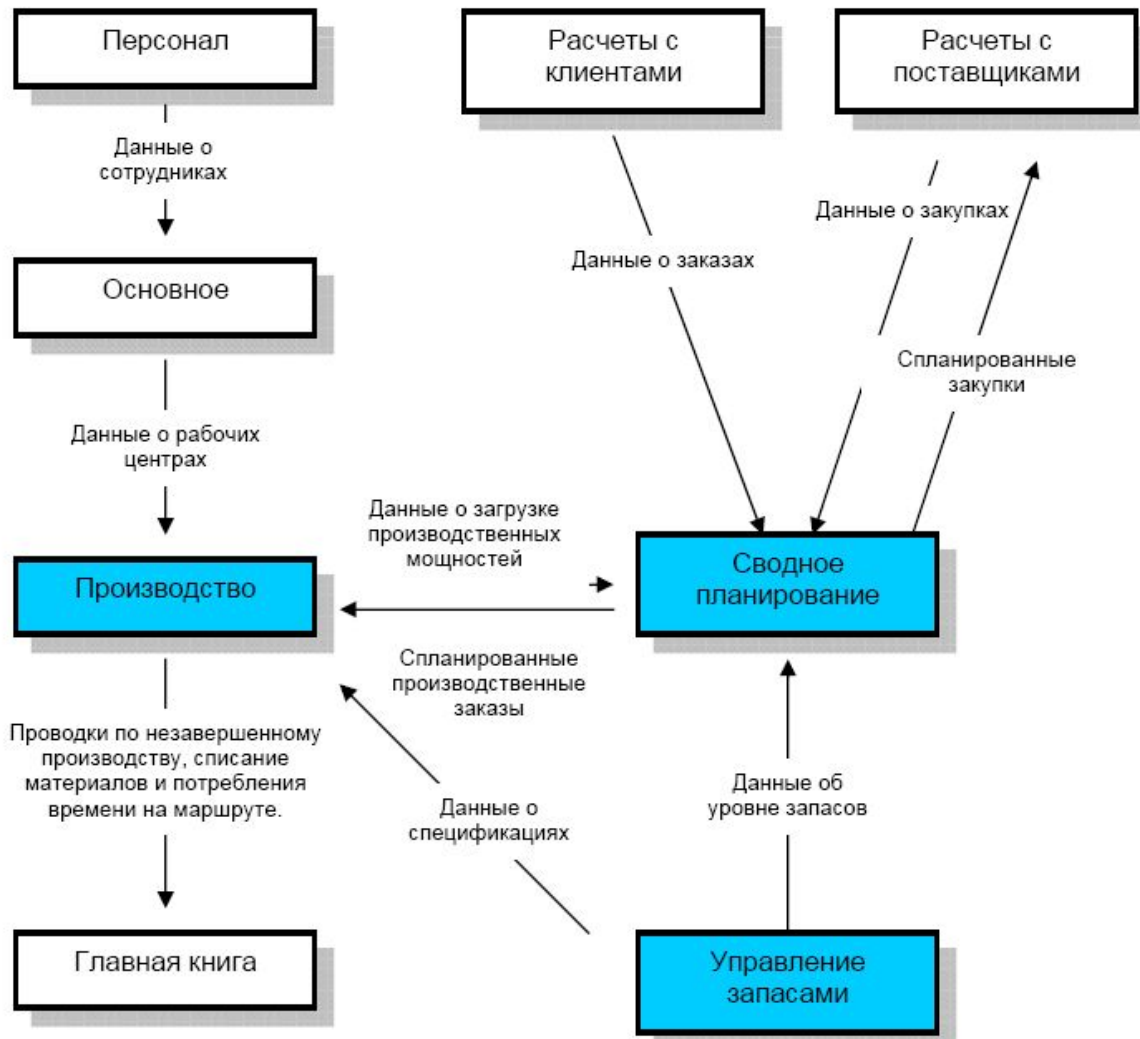 Персонал
Расчеты с
клиентами
Расчеты с
поставщиками
Данные о
сотрудниках
Данные о закупках
Данные о заказах
Основное
Спланированные
закупки
Данные о рабочих
центрах
Данные о загрузке
производственных
мощностей
Производство
Сводное
планирование
Спланированные
производственные
заказы
Проводки по незавершенному
производству, списание
материалов и потребления
времени на маршруте.
Данные о
спецификациях
Данные об
уровне запасов
Главная книга
Управление
запасами